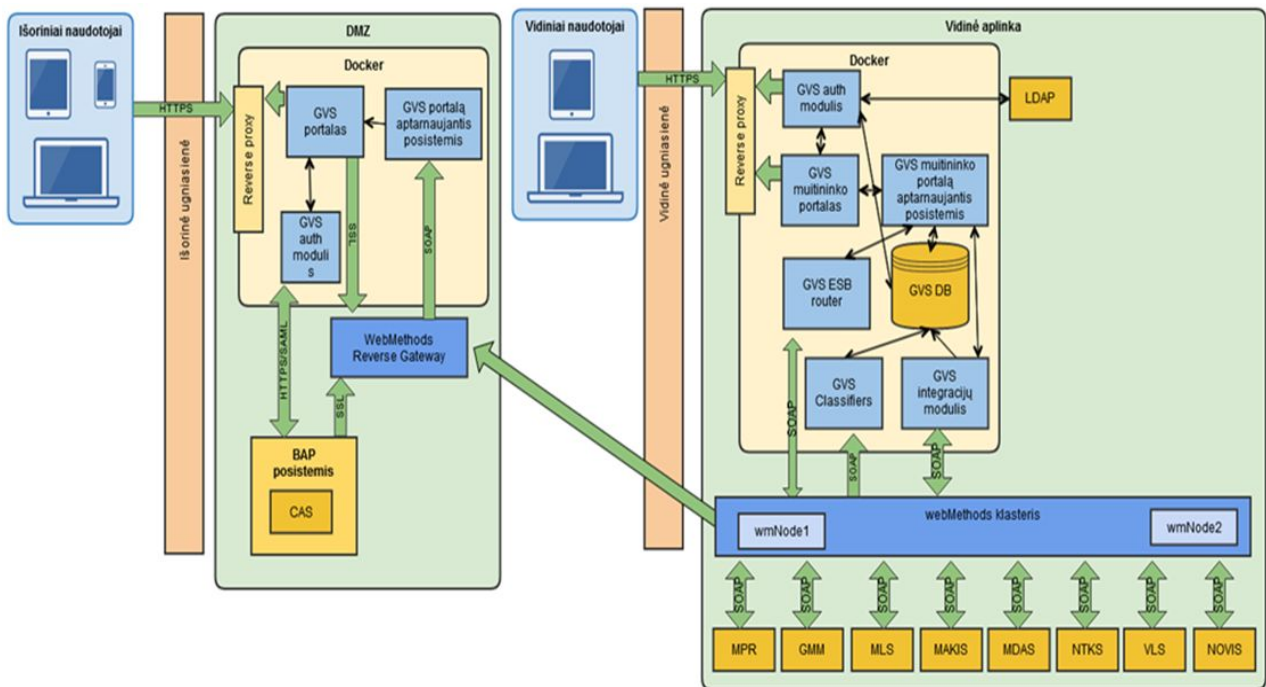 Išoriniai naudotojai
HTTPS
Išorinė ugniasienė
DMZ
Docker
Reverse proxy
GVS
portalas
GVS portalą
aptarnaujantis
posistemis
GVS
auth
moduli
s
SSL
SOAP
HTTPS/SAML
WebMethods
Reverse Gateway
SSL
BAP
posistemis
CAS
Vidiniai naudotojai
HTTPS
Vidinė ugniasienė
Vidinė aplinka
Docker
Reverse proxy
GVS auth
modulis
LDAP
GVS
muitininko
portalas
GVS muitininko
portalą
aptarnaujantis
posistemis
GVS ESB
router
GVS DB
GVS
Classifiers
GVS
integracijų
modulis
SOAP
SOAP
SOAP
webMethods klasteris
wmNode1
wmNode2
SOAP
SOAP
SOAP
SOAP
SOAP
SOAP
SOAP
SOAP
MPR
GMM
MLS
MAKIS
MDAS
NTKS
VLS
NOVIS